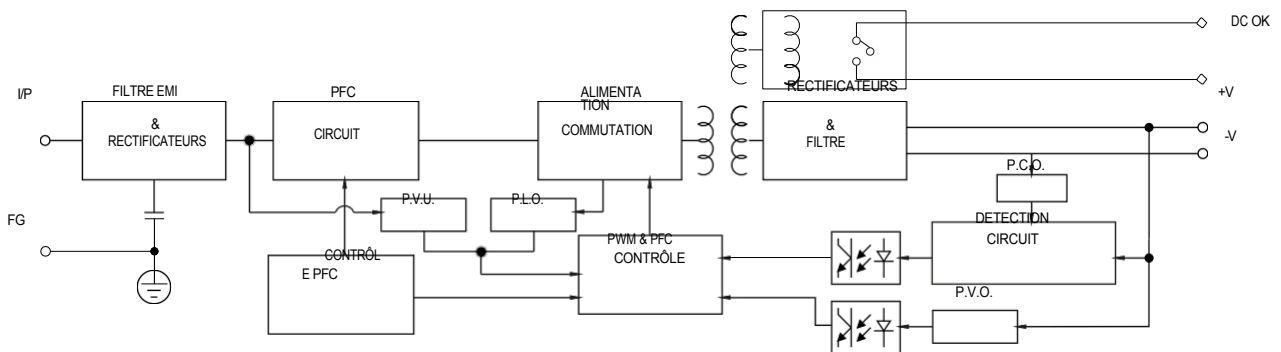 DC OK
I/P
FILTRE EMI
&
RECTIFICATEURS
PFC
CIRCUIT
ALIMENTA
TION
COMMUTATION
RECTIFICATEURS
&
FILTRE
+V
-V
P.C.O.
FG
P.V.U.
P.L.O.
DETECTION
CIRCUIT
CONTRÔL
E PFC
PWM & PFC
CONTRÔLE
P.V.O.